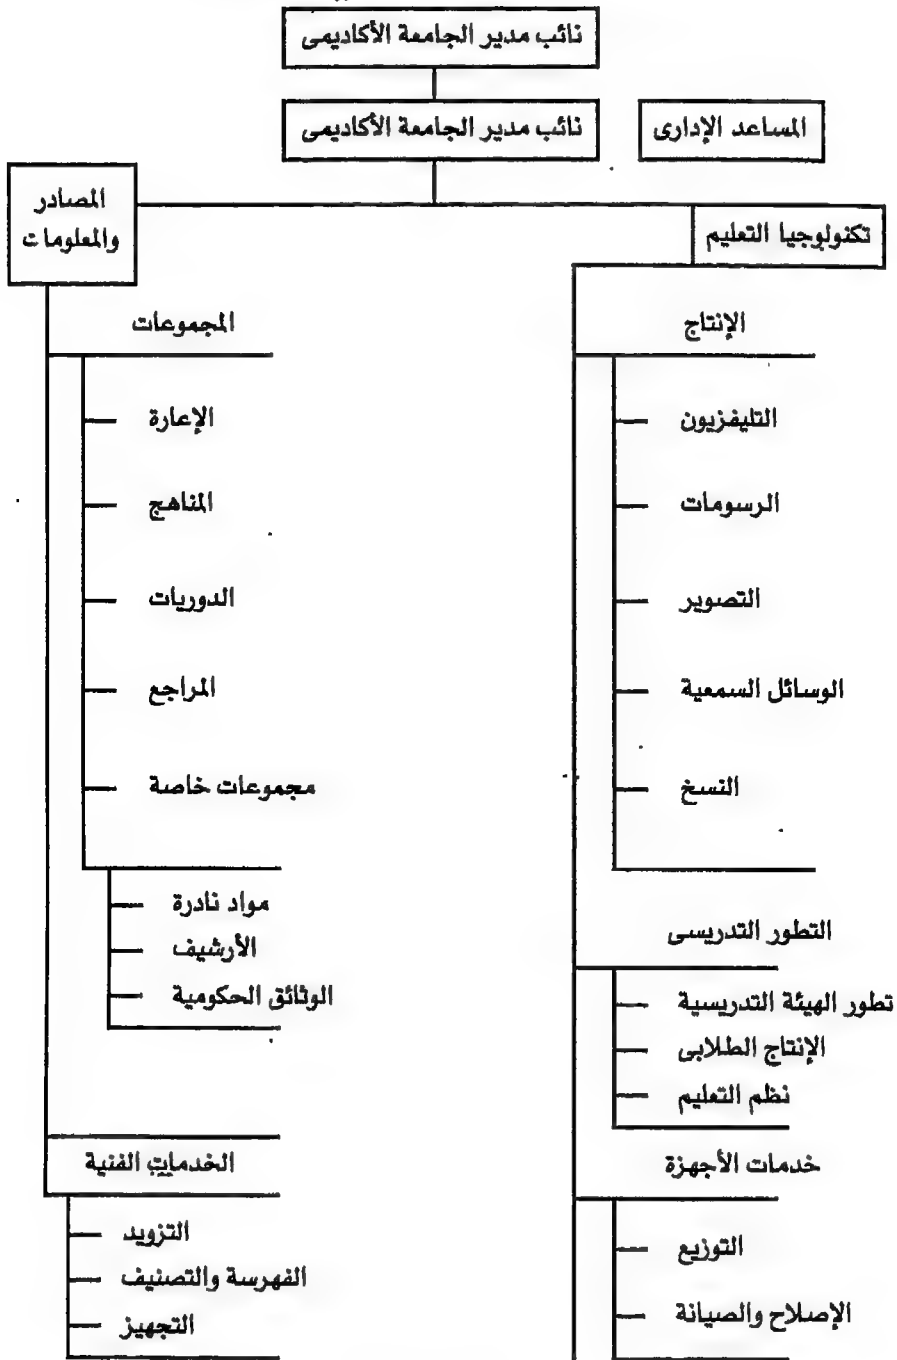 نائب مدير الجامعة الأكاديمى
نائب مدير الجامعة الأكاديمى
المساعد الإدارى
تكنولوجيا التعليم
الإنتاج
التليفزيون
الرسومات
التصوير
الوسائل السمعية
النسخ
التطور التدريسى
تطور الهيئة التدريسية
الإنتاج الطلابى
نظم التعليم
خدمات الأجهزة
التوزيع
الإصلاح والصيانة
المصادر
والمعلومات
المجموعات
الإعارة
المناهج
الدوريات
المراجع
مجموعات خاصة
مواد نادرة
الأرشيف
الوثائق الحكومية
الخدمات الفنية
التزويد
الفهرسة والتصنيف
التجهيز